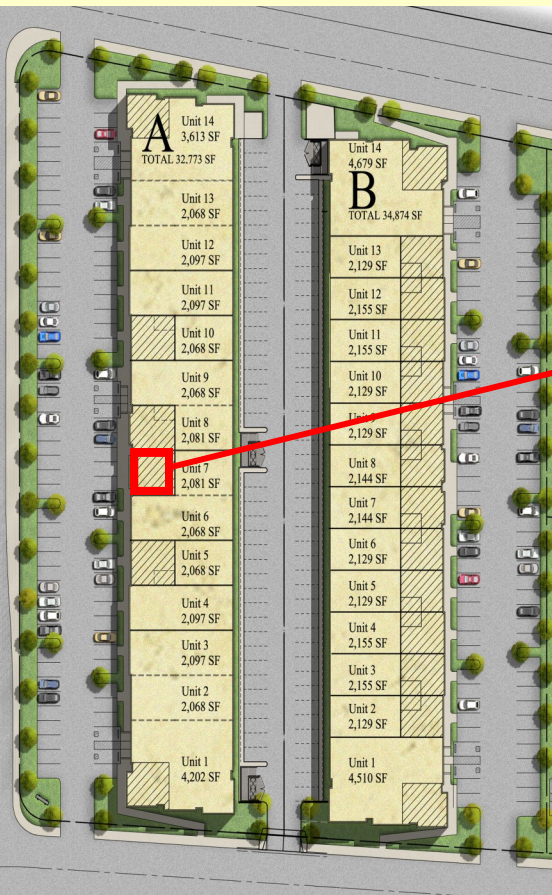 A
Unit 14
3,613 SF
TOTAL 32,773 SF
Unit 13
2,068 SF
Unit 12
2,097 SF
Unit 11
2,097 SF
Unit 10
2,068 SF
Unit 9
2,068 SF
Unit 8
2,081 SF
Unit 7
2,081 SF
Unit 6
2,068 SF
Unit 5
2,068 SF
Unit 4
2,097 SF
Unit 3
2,097 SF
Unit 2
2,068 SF
Unit 1
4,202 SF
Unit 14
4,679 SF
B
TOTAL 34,874 SF
Unit 13
2,129 SF
Unit 12
2,155 SF
Unit 11
2,155 SF
Unit 10
2,129 SF
Unit 9
2,129 SF
Unit 8
2,144 SF
Unit 7
2,144 SF
Unit 6
2,129 SF
Unit 5
2,129 SF
Unit 4
2,155 SF
Unit 3
2,155 SF
Unit 2
2,129 SF
Unit 1
4,510 SF